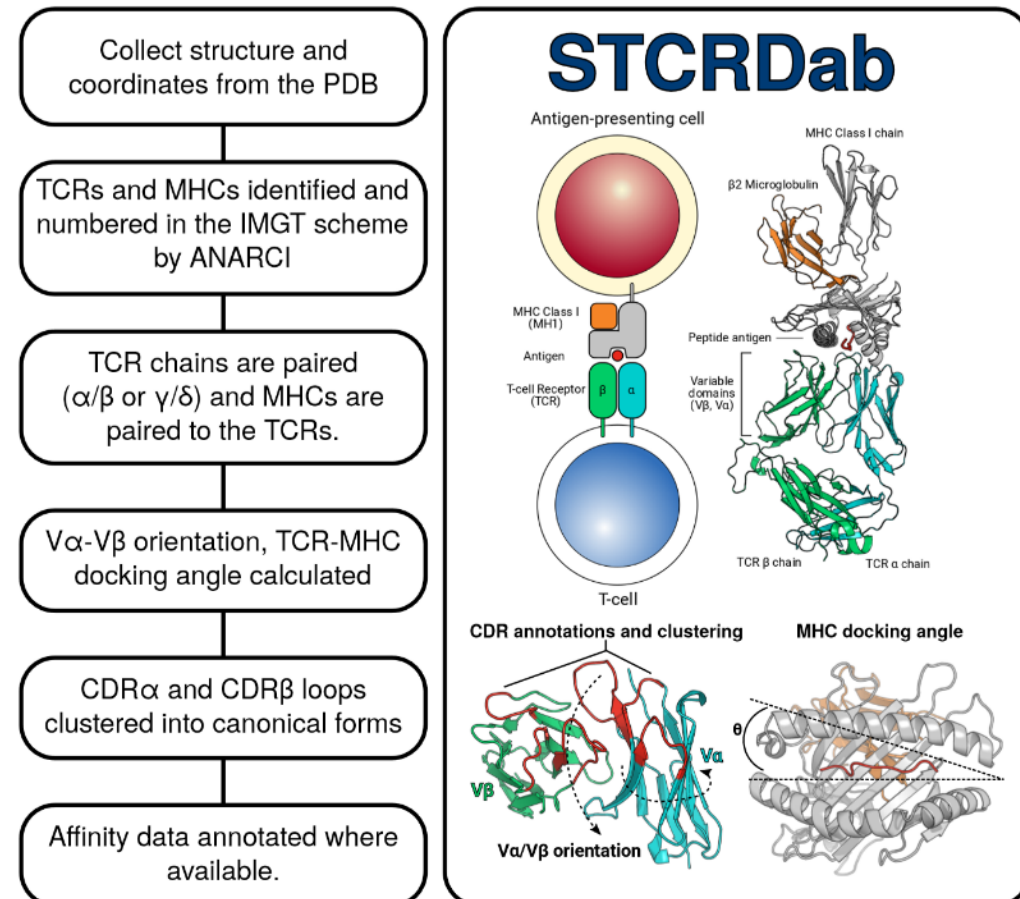 Collect structure and
coordinates from the PDB
TCRs and MHCs identified and
numbered in the IMGT scheme
by ANARCI
TCR chains are paired
(α/β or γ/δ) and MHCs are
paired to the TCRs.
Vα-Vβ orientation, TCR-MHC
docking angle calculated
CDRα and CDRβ loops
clustered into canonical forms
Affinity data annotated where
available.
STCRDab
Antigen-presenting cell
MHC Class I
(MH1)
Antigen
T-cell Receptor
(TCR)
β
α
T-cell
MHC Class I chain
β2 Microglobulin
Peptide antigen
Variable
domains
(Vβ, Vα)
TCR β chain
TCR α chain
CDR annotations and clustering
Vβ
Vα
Vα/Vβ orientation
MHC docking angle
θ